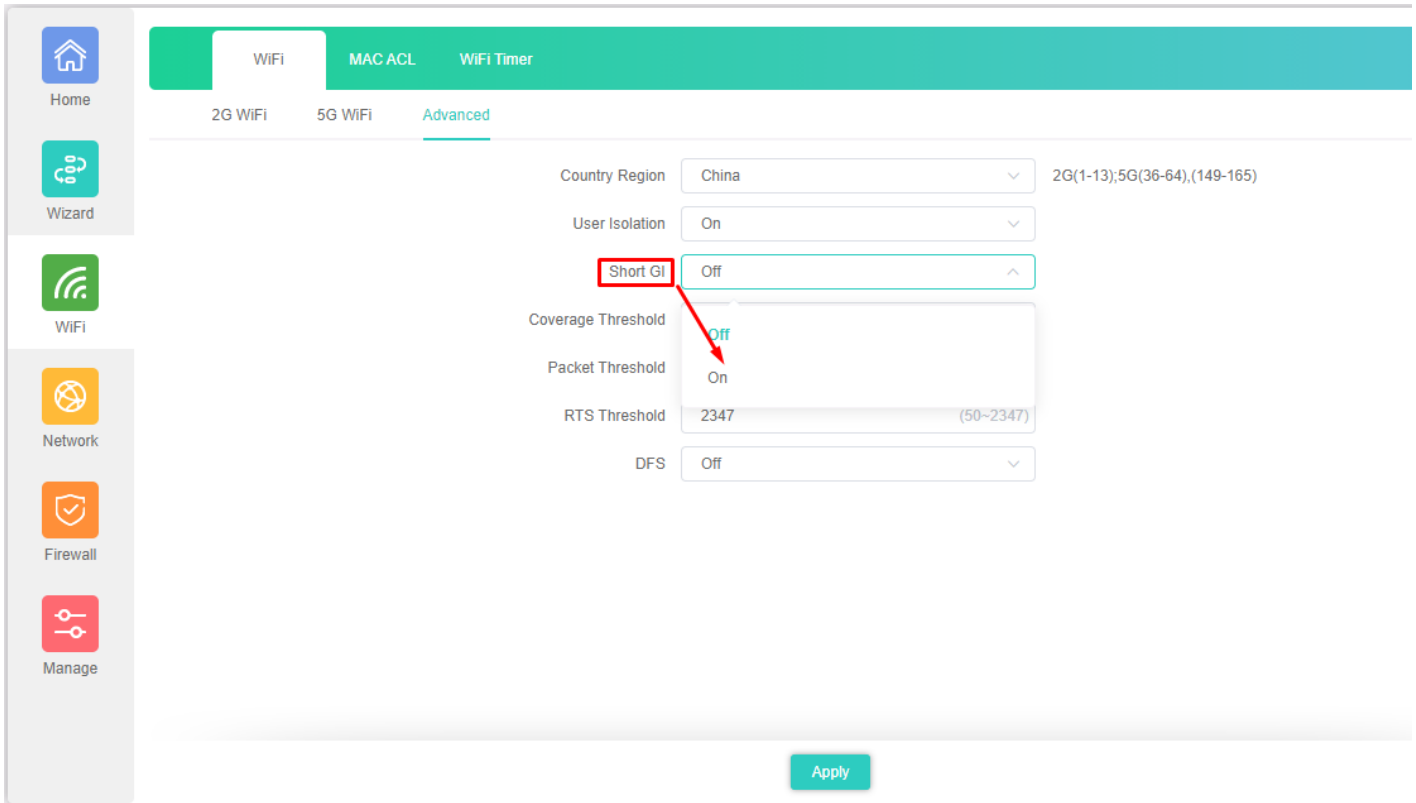 Home
Wizard
WiFi
Network
Firewall
Manage
WiFi MAC ACL WiFi Timer
2G WiFi 5G WiFi Advanced
Country Region China 2G(1-13);5G(36-64),(149-165)
User Isolation On
Short GI Off
Coverage Threshold
Off
Packet Threshold
On
RTS Threshold 2347 (50~2347)
DFS Off
Apply